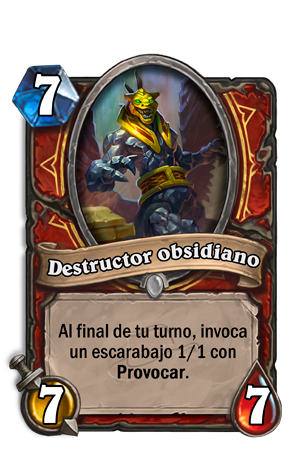 7
Destructor obsidiano
Al final de tu turno, invoca
un escarabajo 1/1 con
Provocar.
7
7